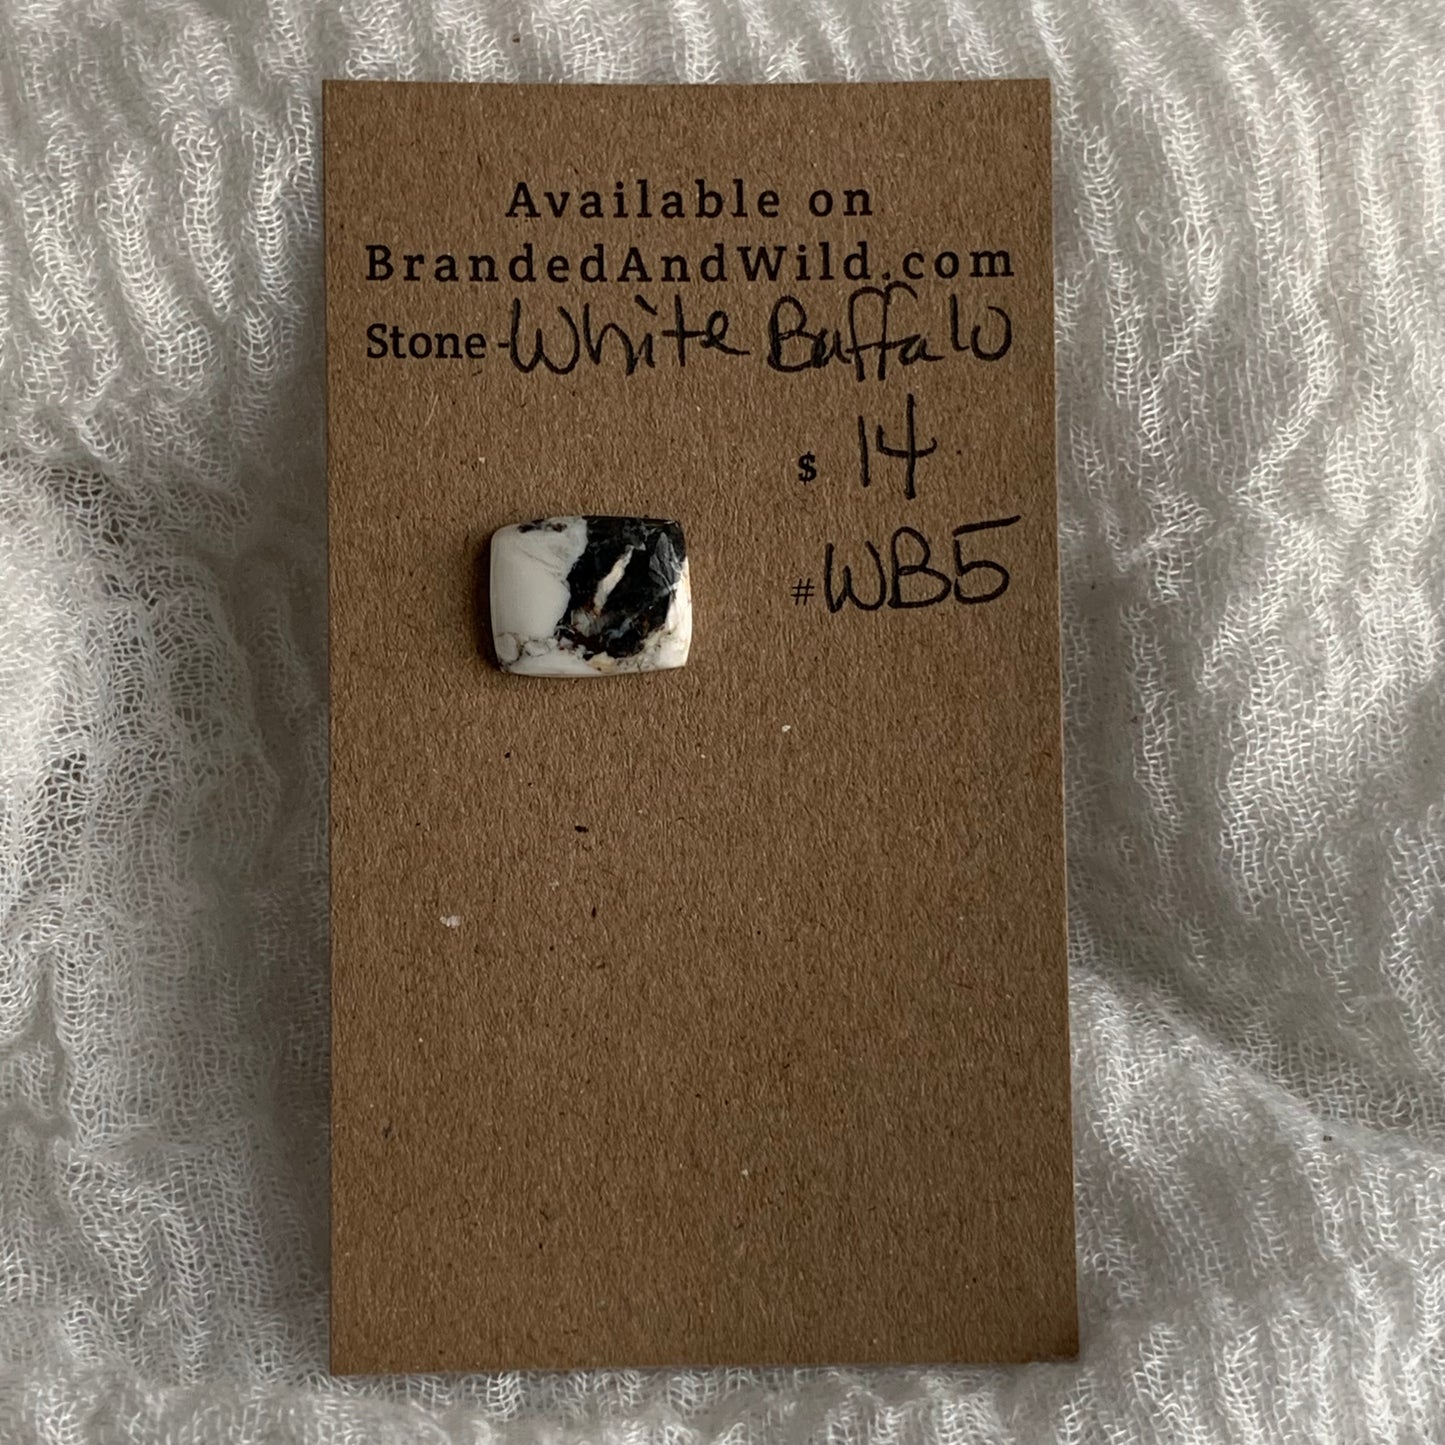 Available on
BrandedAndWild.com
Stone - White Buffalo
$ 14
# WB5